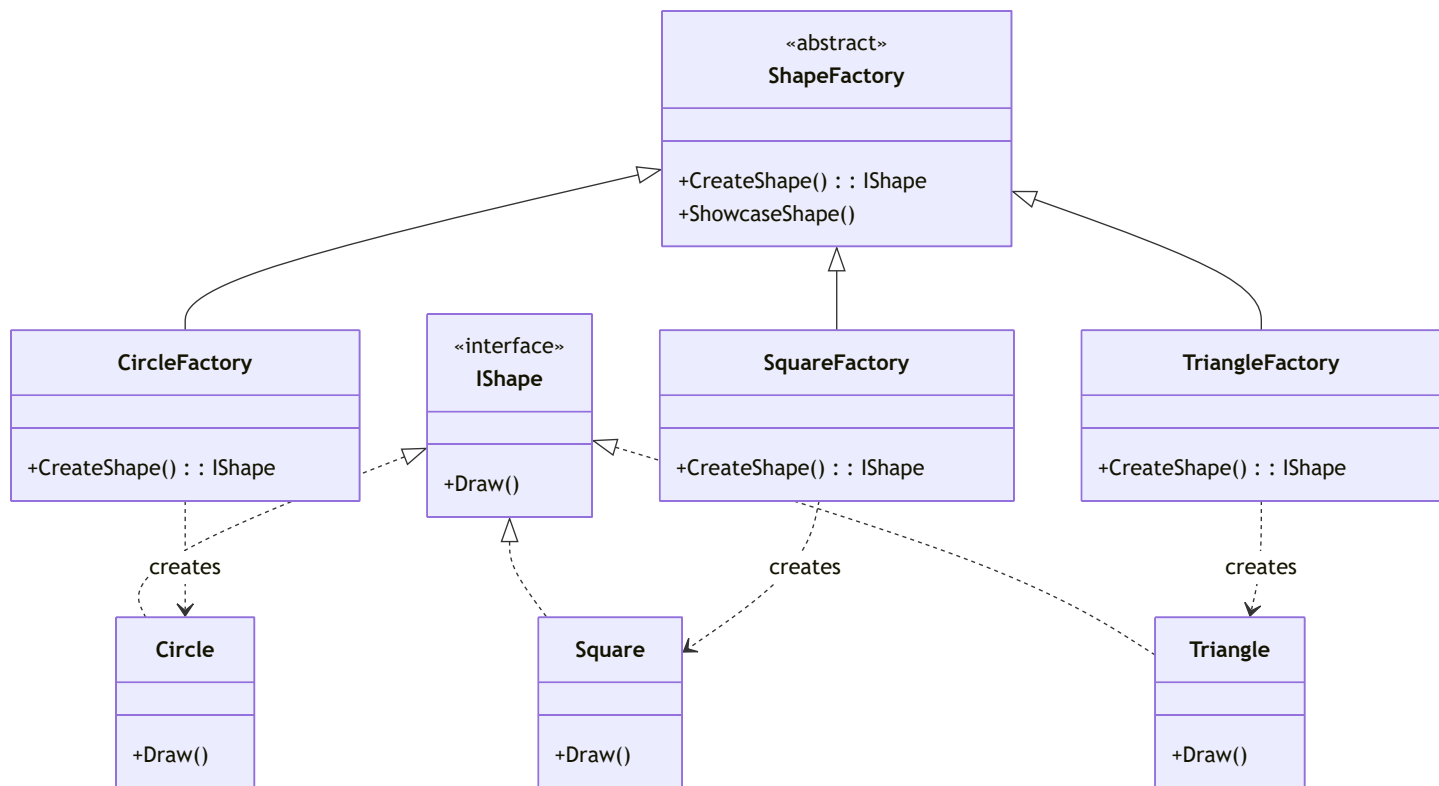 «abstract»
ShapeFactory
+CreateShape() : : IShape
+ShowcaseShape()
CircleFactory
+CreateShape() : : IShape
«interface»
IShape
+Draw()
SquareFactory
+CreateShape() : : IShape
TriangleFactory
+CreateShape() : : IShape
creates
creates
creates
Circle
+Draw()
Square
+Draw()
Triangle
+Draw()